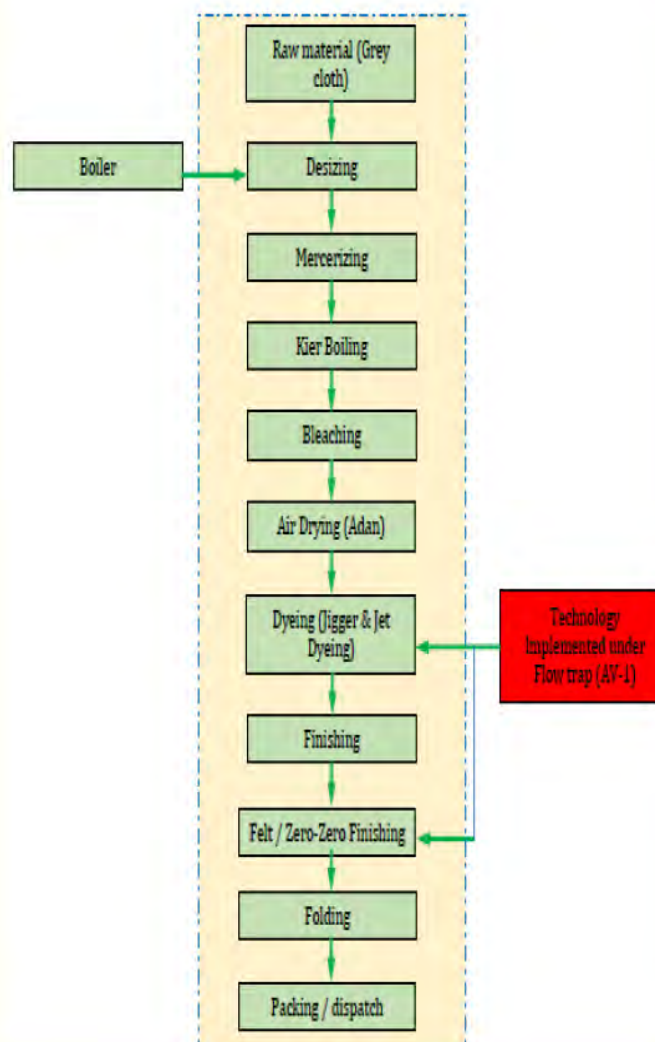 Raw material (Grey
cloth)
Boiler
Desizing
Mercerizing
Kier Boiling
Bleaching
Air Drying (Adan)
Dyeing (Jigger & Jet
Dyeing)
Technology
Implemented under
Flow trap (AV-1)
Finishing
Felt / Zero-Zero Finishing
Folding
Packing / dispatch